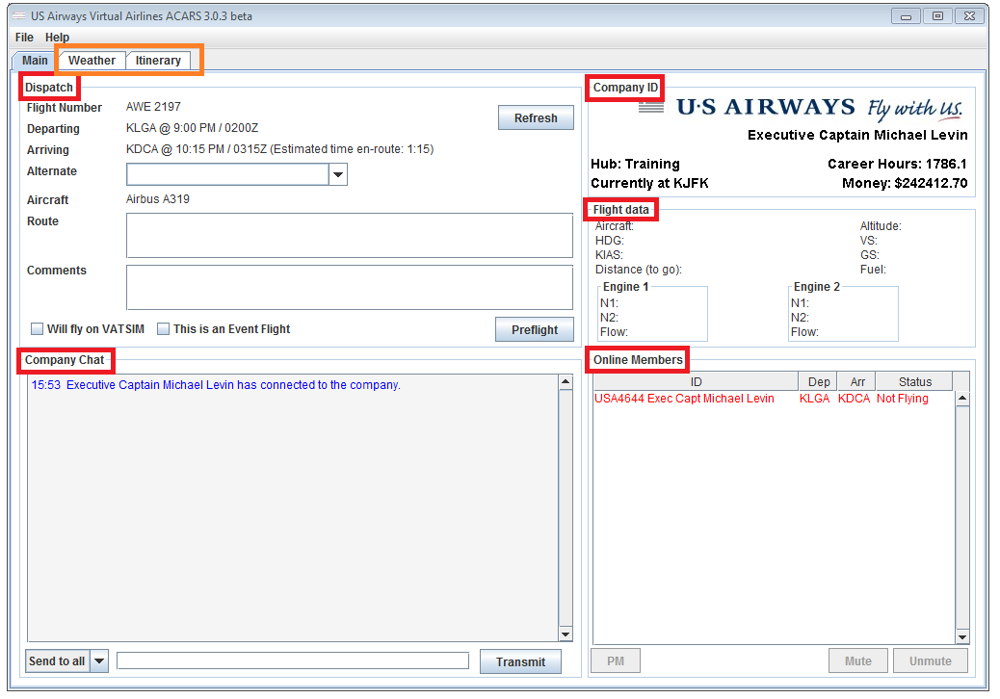 US Airways Virtual Airlines ACARS 3.0.3 beta
File Help
Main Weather Itinerary
Dispatch
Flight Number AWE 2197
Refresh
Departing KLGA @ 9:00 PM / 0200Z
Arriving KDCA @ 10:15 PM / 0315Z (Estimated time en-route: 1:15)
Alternate
Aircraft Airbus A319
Route
Comments
Will fly on VATSIM This is an Event Flight
Preflight
Company ID
U·S AIRWAYS Fly with US.
Executive Captain Michael Levin
Hub: Training Career Hours: 1786.1
Currently at KJFK Money: $242412.70
Flight data
Aircraft: Altitude:
HDG: VS:
KIAS: GS:
Distance (to go): Fuel:
Engine 1 Engine 2
N1: N1:
N2: N2:
Flow: Flow:
Company Chat
15:53 Executive Captain Michael Levin has connected to the company.
Send to all Transmit
Online Members
ID Dep Arr Status
USA4644 Exec Capt Michael Levin KLGA KDCA Not Flying
PM Mute Unmute